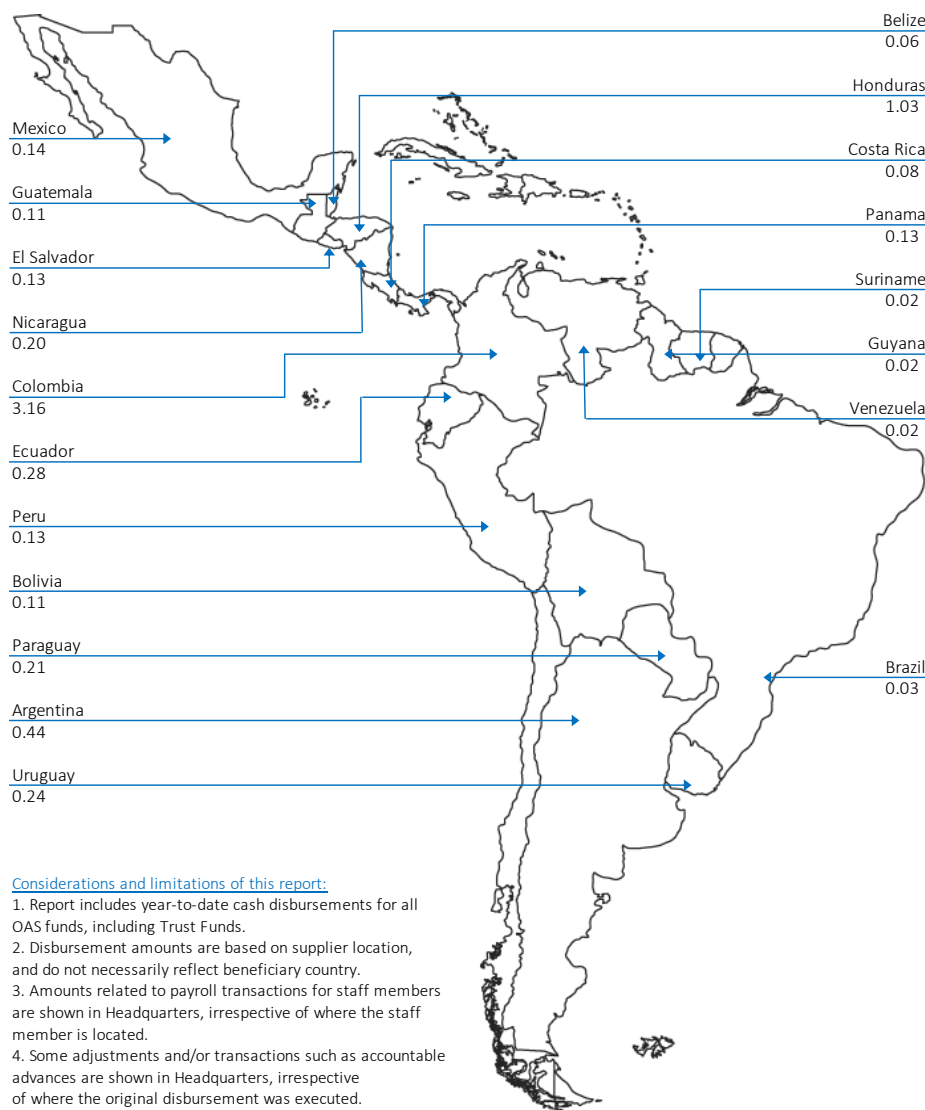 Belize
0.06
Honduras
1.03
Mexico
0.14
Costa Rica
0.08
Guatemala
0.11
Panama
0.13
El Salvador
0.13
Suriname
0.02
Nicaragua
0.20
Guyana
0.02
Colombia
3.16
Venezuela
0.02
Ecuador
0.28
Peru
0.13
Bolivia
0.11
Paraguay
0.21
Brazil
0.03
Argentina
0.44
Uruguay
0.24
Considerations and limitations of this report:
1. Report includes year-to-date cash disbursements for all
OAS funds, including Trust Funds.
2. Disbursement amounts are based on supplier location,
and do not necessarily reflect beneficiary country.
3. Amounts related to payroll transactions for staff members
are shown in Headquarters, irrespective of where the staff
member is located.
4. Some adjustments and/or transactions such as accountable
advances are shown in Headquarters, irrespective
of where the original disbursement was executed.